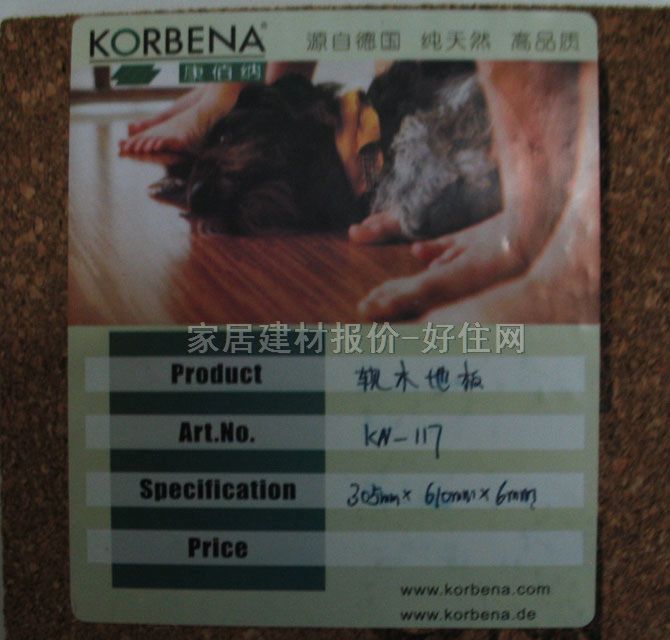 KORBENA®
康佰纳
源自德国 纯天然 高品质
家居建材报价-好住网
Product 软木地板
Art.No. KN-117
Specification 305mm× 610mm×6mm
Price
www.korbena.com
www.korbena.de